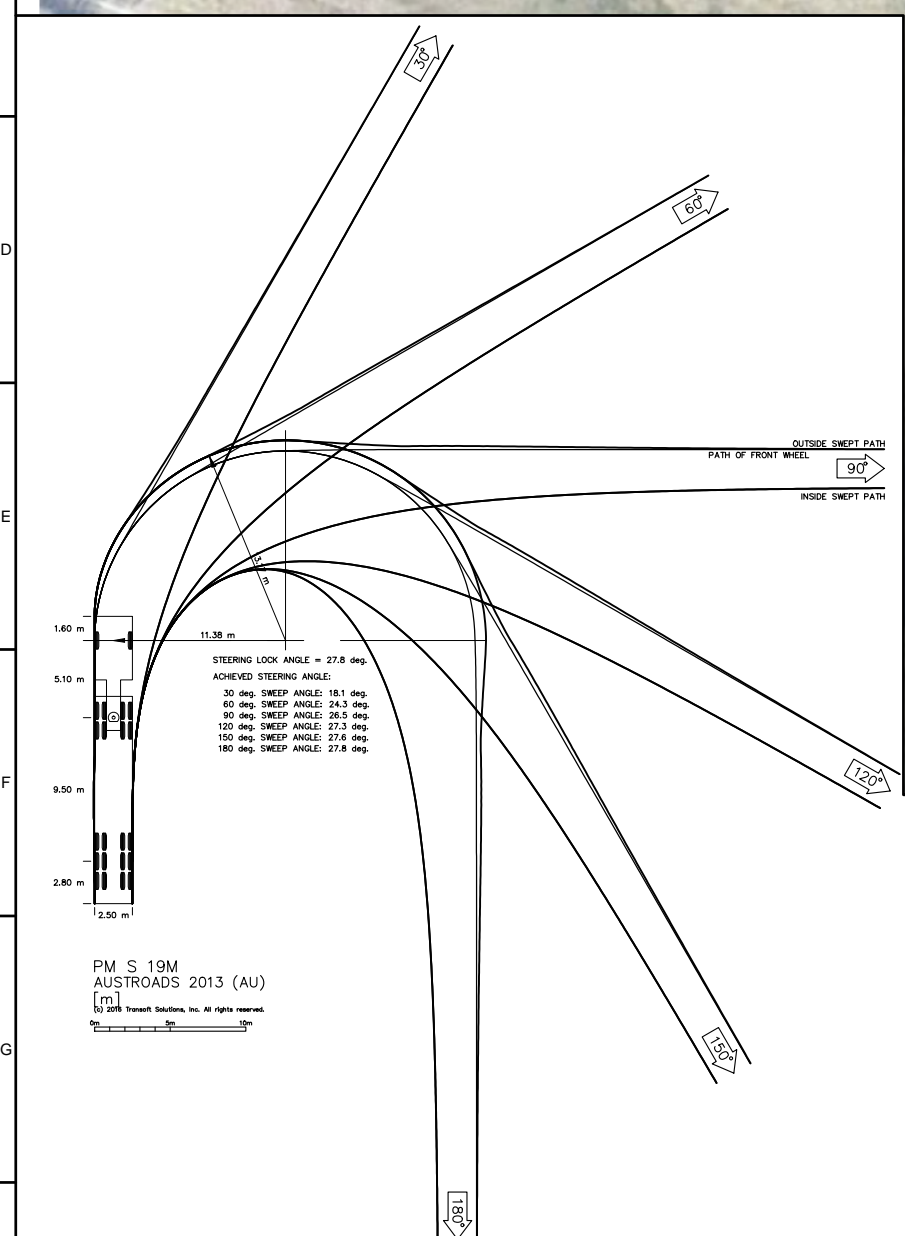 30°
60°
D
OUTSIDE SWEPT PATH
PATH OF FRONT WHEEL
90°
INSIDE SWEPT PATH
E
m
1.60 m
11.38 m
STEERING LOCK ANGLE = 27.8 deg.
5.10 m
ACHIEVED STEERING ANGLE:
30 deg. SWEEP ANGLE: 18.1 deg.
60 deg. SWEEP ANGLE: 24.3 deg.
90 deg. SWEEP ANGLE: 26.5 deg.
120 deg. SWEEP ANGLE: 27.3 deg.
150 deg. SWEEP ANGLE: 27.6 deg.
180 deg. SWEEP ANGLE: 27.8 deg.
120°
F
9.50 m
2.80 m
2.50 m
PM S 19M
AUSTROADS 2013 (AU)
[m]
(c) 2016 Transoft Solutions, Inc. All rights reserved.
0m 5m 10m
G
150°
180°